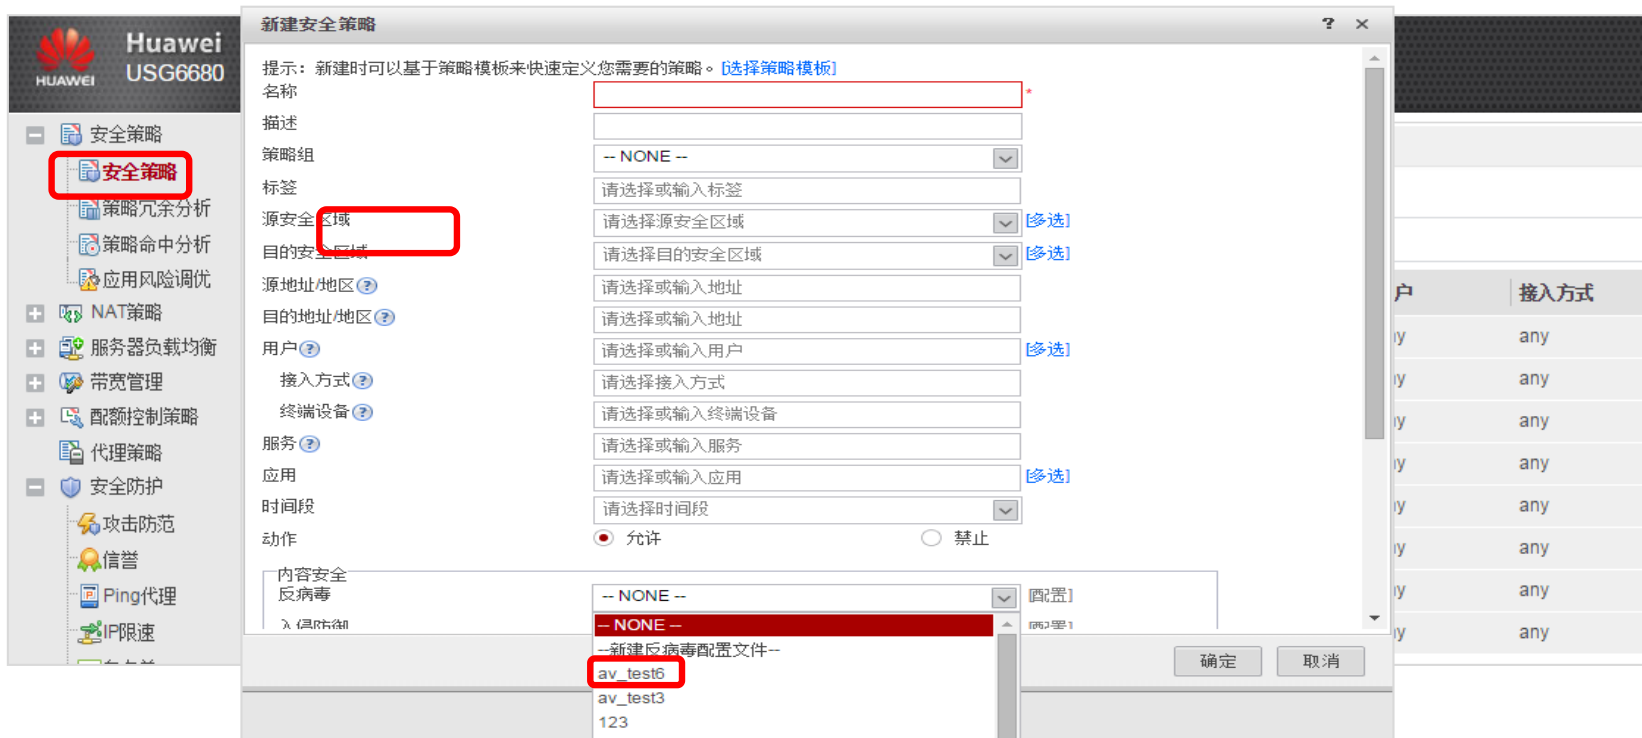 新建安全策略 ? ×
HUAWEI
Huawei
USG6680
提示：新建时可以基于策略模板来快速定义您需要的策略。[选择策略模板]
名称 *
描述
策略组 -- NONE --
标签 请选择或输入标签
源安全区域 请选择源安全区域 [多选]
目的安全区域 请选择目的安全区域 [多选]
源地址/地区 ? 请选择或输入地址
目的地址/地区 ? 请选择或输入地址
用户 ? 请选择或输入用户 [多选]
接入方式 ? 请选择接入方式
终端设备 ? 请选择或输入终端设备
服务 ? 请选择或输入服务
应用 请选择或输入应用 [多选]
时间段 请选择时间段
动作 允许 禁止
内容安全
反病毒 -- NONE -- [配置]
入侵防御 [配置]
-- NONE --
--新建反病毒配置文件--
av_test6
av_test3
123
确定 取消
安全策略
安全策略
策略冗余分析
策略命中分析
应用风险调优
NAT策略
服务器负载均衡
带宽管理
配额控制策略
代理策略
安全防护
攻击防范
信誉
Ping代理
IP限速
户 接入方式
ny any
ny any
ny any
ny any
ny any
ny any
ny any
ny any